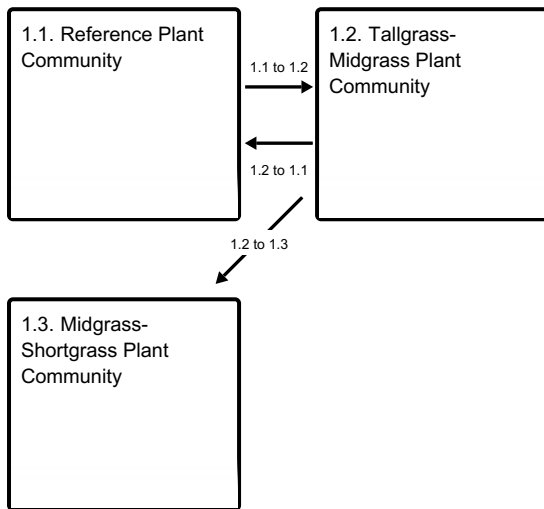 1.1. Reference Plant
Community
1.1 to 1.2
1.2. Tallgrass-
Midgrass Plant
Community
1.2 to 1.1
1.2 to 1.3
1.3. Midgrass-
Shortgrass Plant
Community